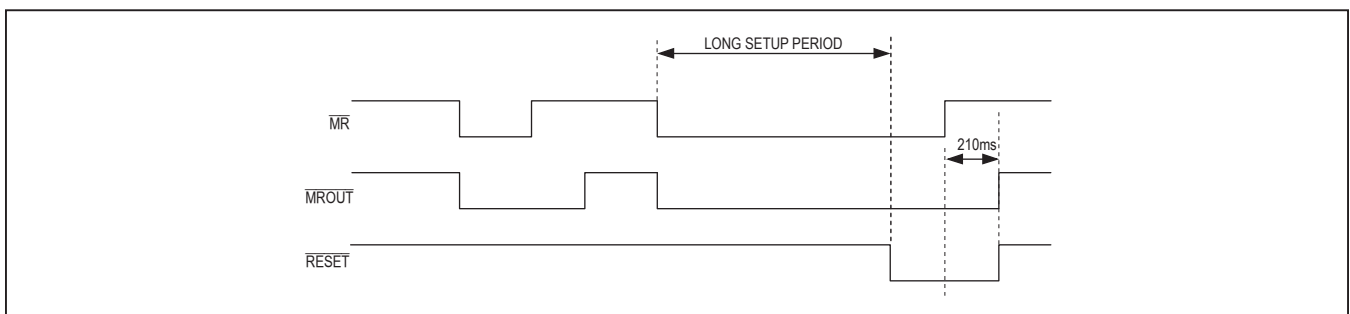 LONG SETUP PERIOD
MR
210ms
MROUT
RESET